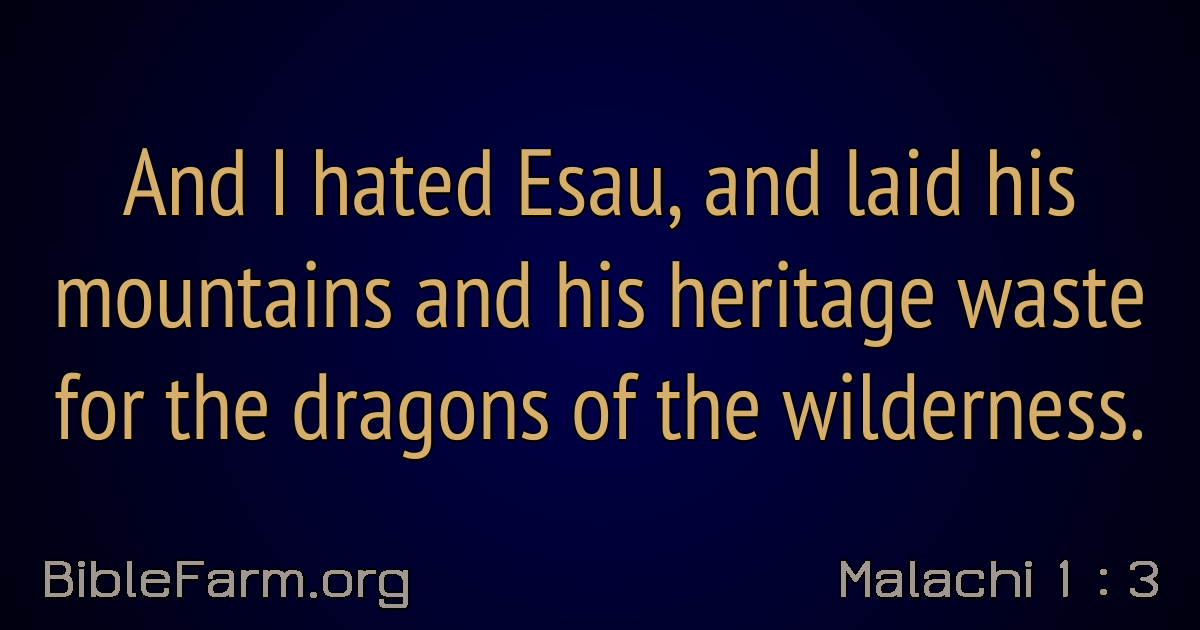 And I hated Esau, and laid his
mountains and his heritage waste
for the dragons of the wilderness.
BibleFarm.org
Malachi 1 : 3